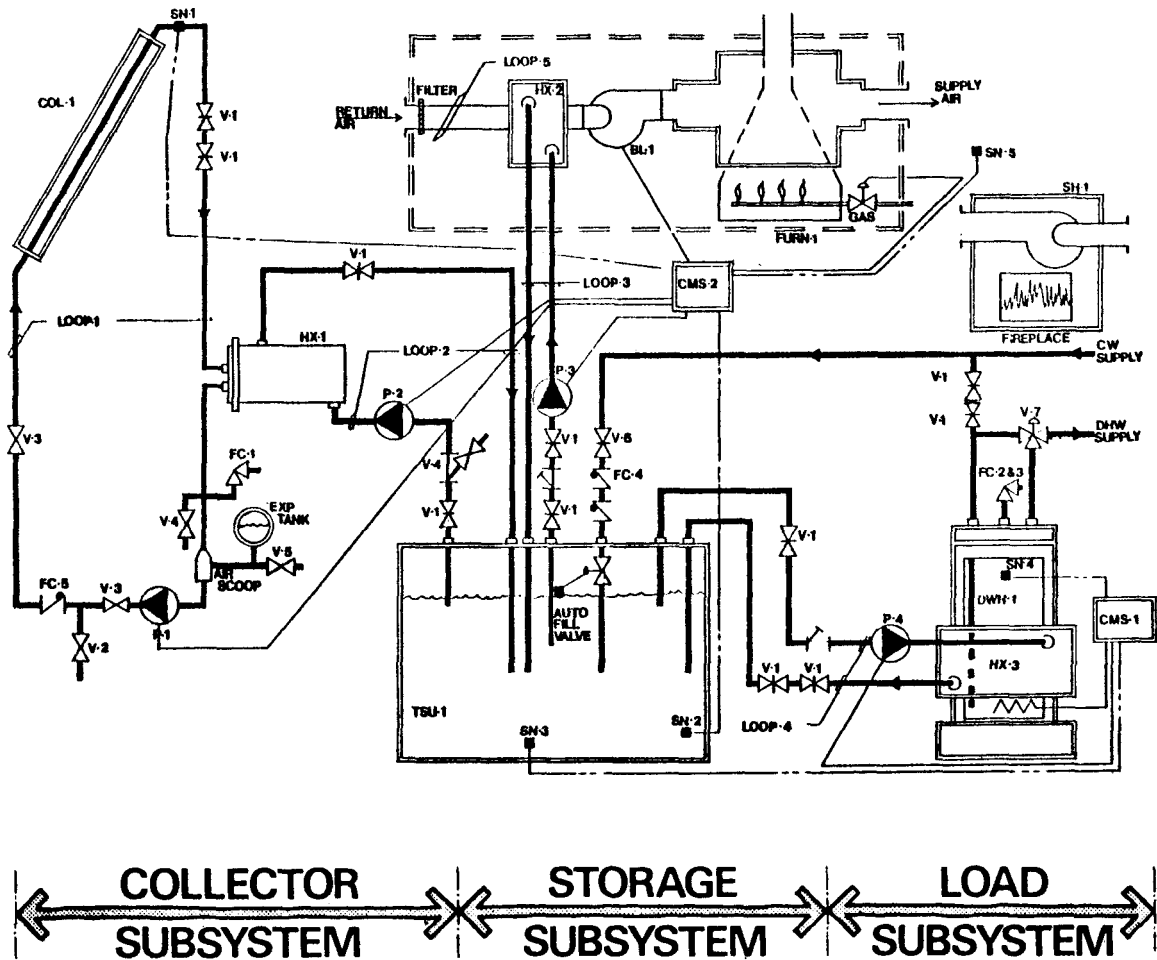 SN·1
COL·1
V·1
V·1
LOOP·1
V·3
FC·5
V·2
V·3
P·1
AIR
SCOOP
V·5
EXP
TANK
V·4
FC·1
HX·1
V·1
LOOP·2
P·2
V·4
V·1
RETURN
AIR
FILTER
LOOP·5
HX·2
BL·1
SUPPLY
AIR
GAS
FURN·1
SN·5
SH·1
FIREPLACE
CMS·2
LOOP·3
P·3
V·1
V·1
V·6
FC·4
AUTO
FILL
VALVE
TSU·1
SN·3
SN·2
CW
SUPPLY
V·1
V·1
V·7
DHW
SUPPLY
FC·2&3
V·1
P·4
V·1
V·1
LOOP·4
SN·4
DWH·1
HX·3
CMS·1
COLLECTOR
SUBSYSTEM
STORAGE
SUBSYSTEM
LOAD
SUBSYSTEM